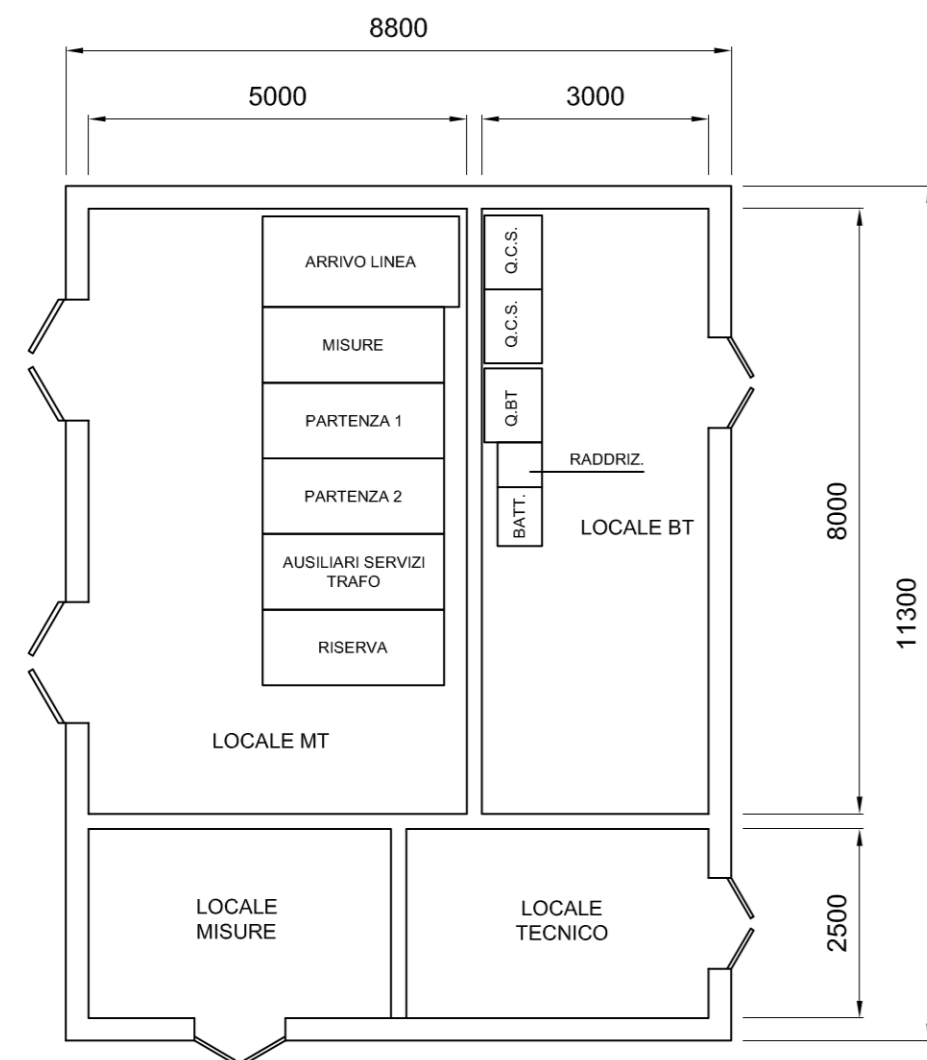 8800
5000
3000
ARRIVO LINEA
Q.C.S.
MISURE
Q.C.S.
PARTENZA 1
Q.BT
RADDRIZ.
PARTENZA 2
BATT.
LOCALE BT
8000
AUSILIARI SERVIZI
TRAFO
11300
RISERVA
LOCALE MT
LOCALE
MISURE
LOCALE
TECNICO
2500